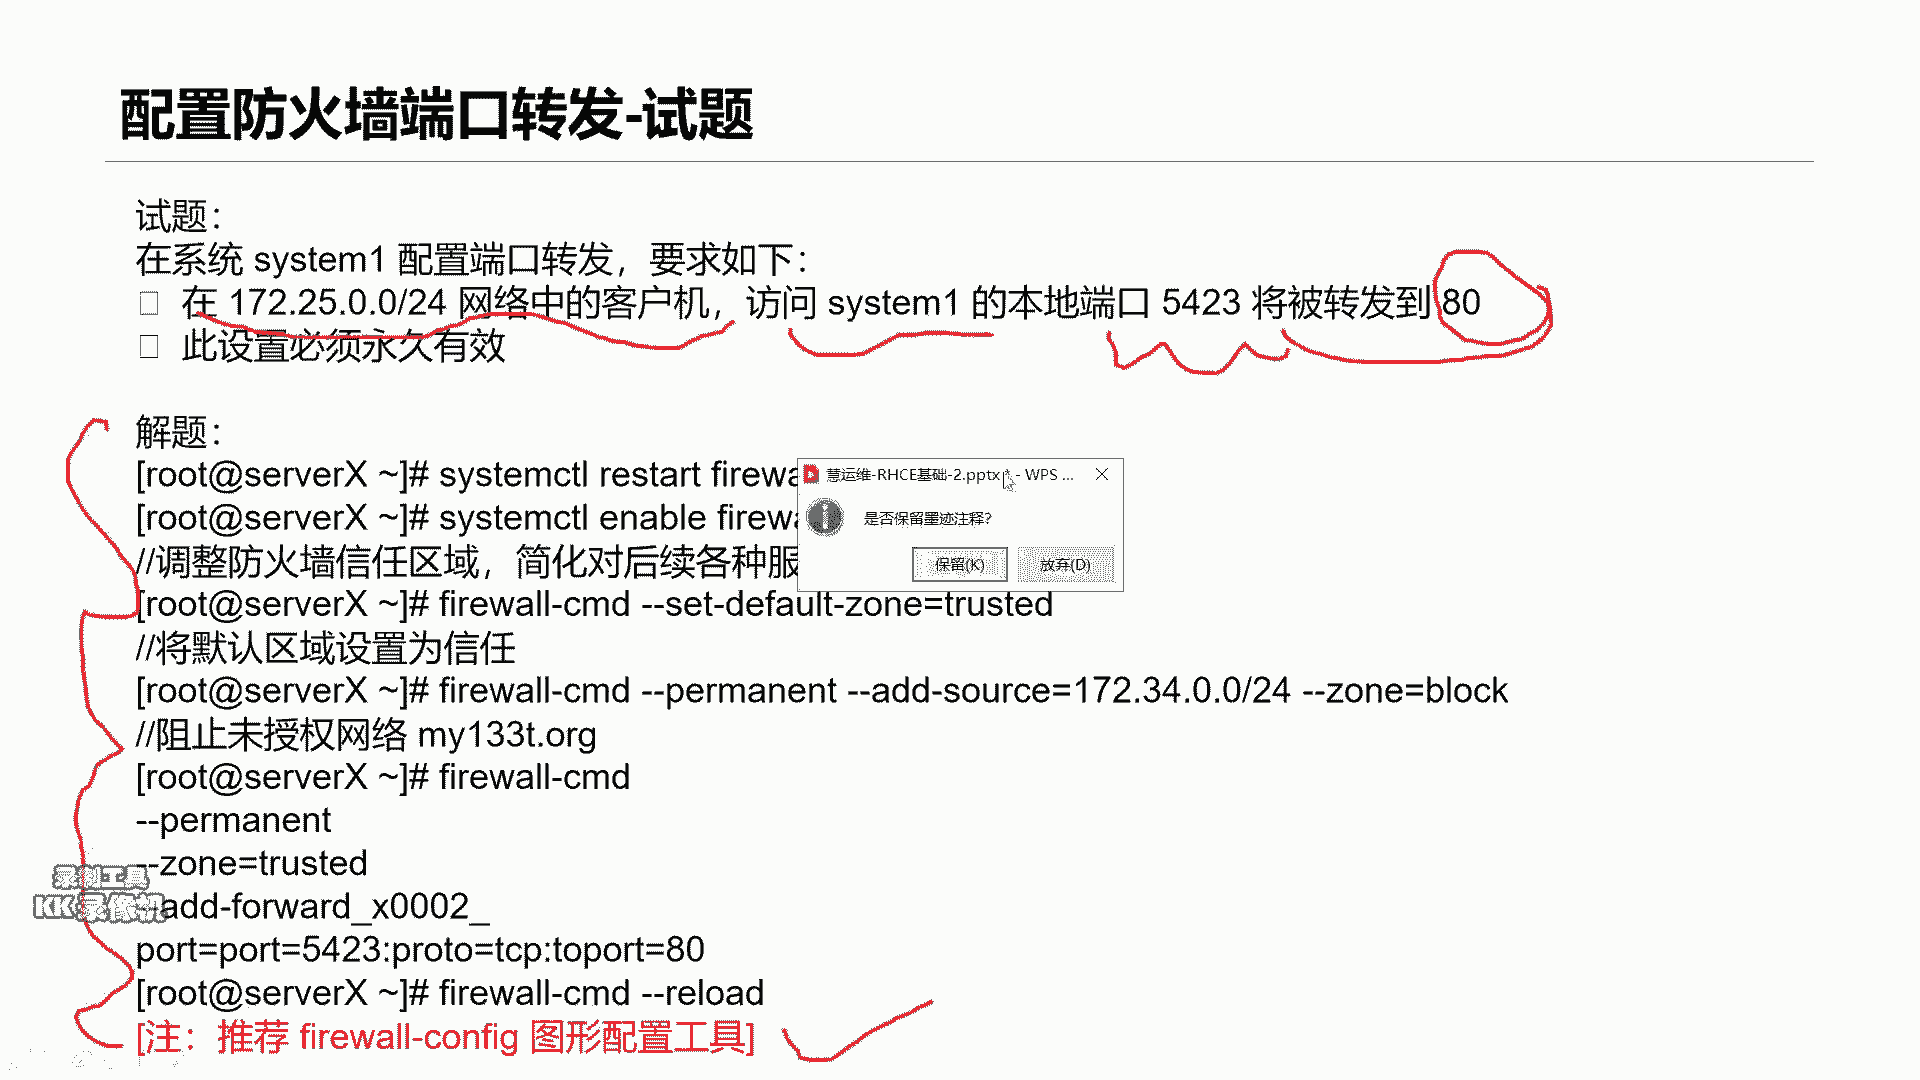 配置防火墙端口转发-试题
试题：
在系统 system1 配置端口转发，要求如下：
在 172.25.0.0/24 网络中的客户机，访问 system1 的本地端口 5423 将被转发到 80
此设置必须永久有效
解题：
[root@serverX ~]# systemctl restart firewa
[root@serverX ~]# systemctl enable firewa
//调整防火墙信任区域，简化对后续各种服
[root@serverX ~]# firewall-cmd --set-default-zone=trusted
//将默认区域设置为信任
[root@serverX ~]# firewall-cmd --permanent --add-source=172.34.0.0/24 --zone=block
//阻止未授权网络 my133t.org
[root@serverX ~]# firewall-cmd
--permanent
--zone=trusted
--add-forward_x0002_
port=port=5423:proto=tcp:toport=80
[root@serverX ~]# firewall-cmd --reload
[注：推荐 firewall-config 图形配置工具]
慧运维-RHCE基础-2.pptx * - WPS ...
是否保留墨迹注释?
保留(K)
放弃(D)
录制工具
KK 录像机